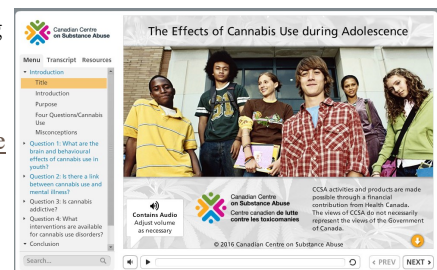 Canadian Centre
on Substance Abuse
Menu Transcript Resources
Introduction
Title
Introduction
Purpose
Four Questions/Cannabis
Use
Misconceptions
Question 1: What are the
brain and behavioural
effects of cannabis use in
youth?
Question 2: Is there a link
between cannabis use and
mental illness?
Question 3: Is cannabis
addictive?
Question 4: What
interventions are available
for cannabis use disorders?
Conclusion
Search...
The Effects of Cannabis Use during Adolescence
Contains Audio
Adjust volume
as necessary
Canadian Centre
on Substance Abuse
Centre canadien de lutte
contre les toxicomanies
CCSA activities and products are made
possible through a financial
contribution from Health Canada.
The views of CCSA do not necessarily
represent the views of the Government
of Canada.
© 2016 Canadian Centre on Substance Abuse
< PREV NEXT >